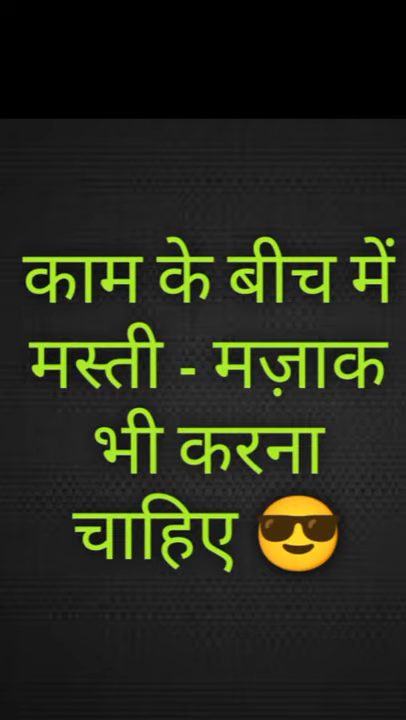 काम के बीच में
मस्ती - मज़ाक
भी करना
चाहिए 😎